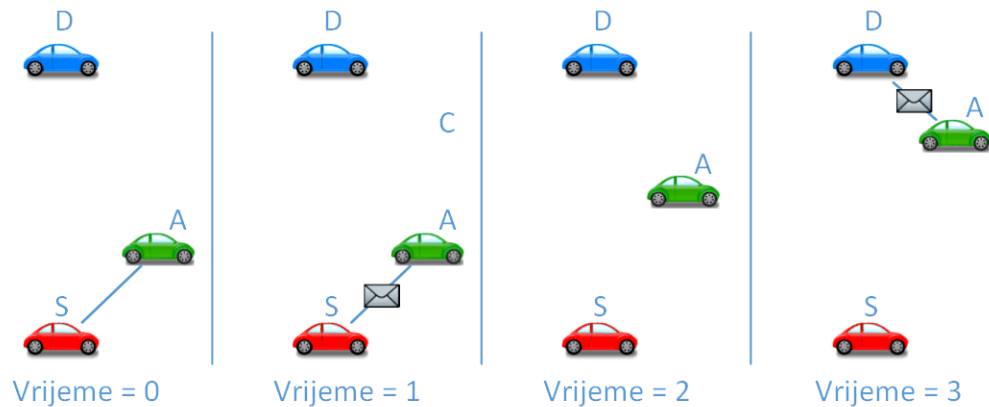 D
A
S
Vrijeme = 0
D
C
A
S
Vrijeme = 1
D
A
S
Vrijeme = 2
D
A
S
Vrijeme = 3